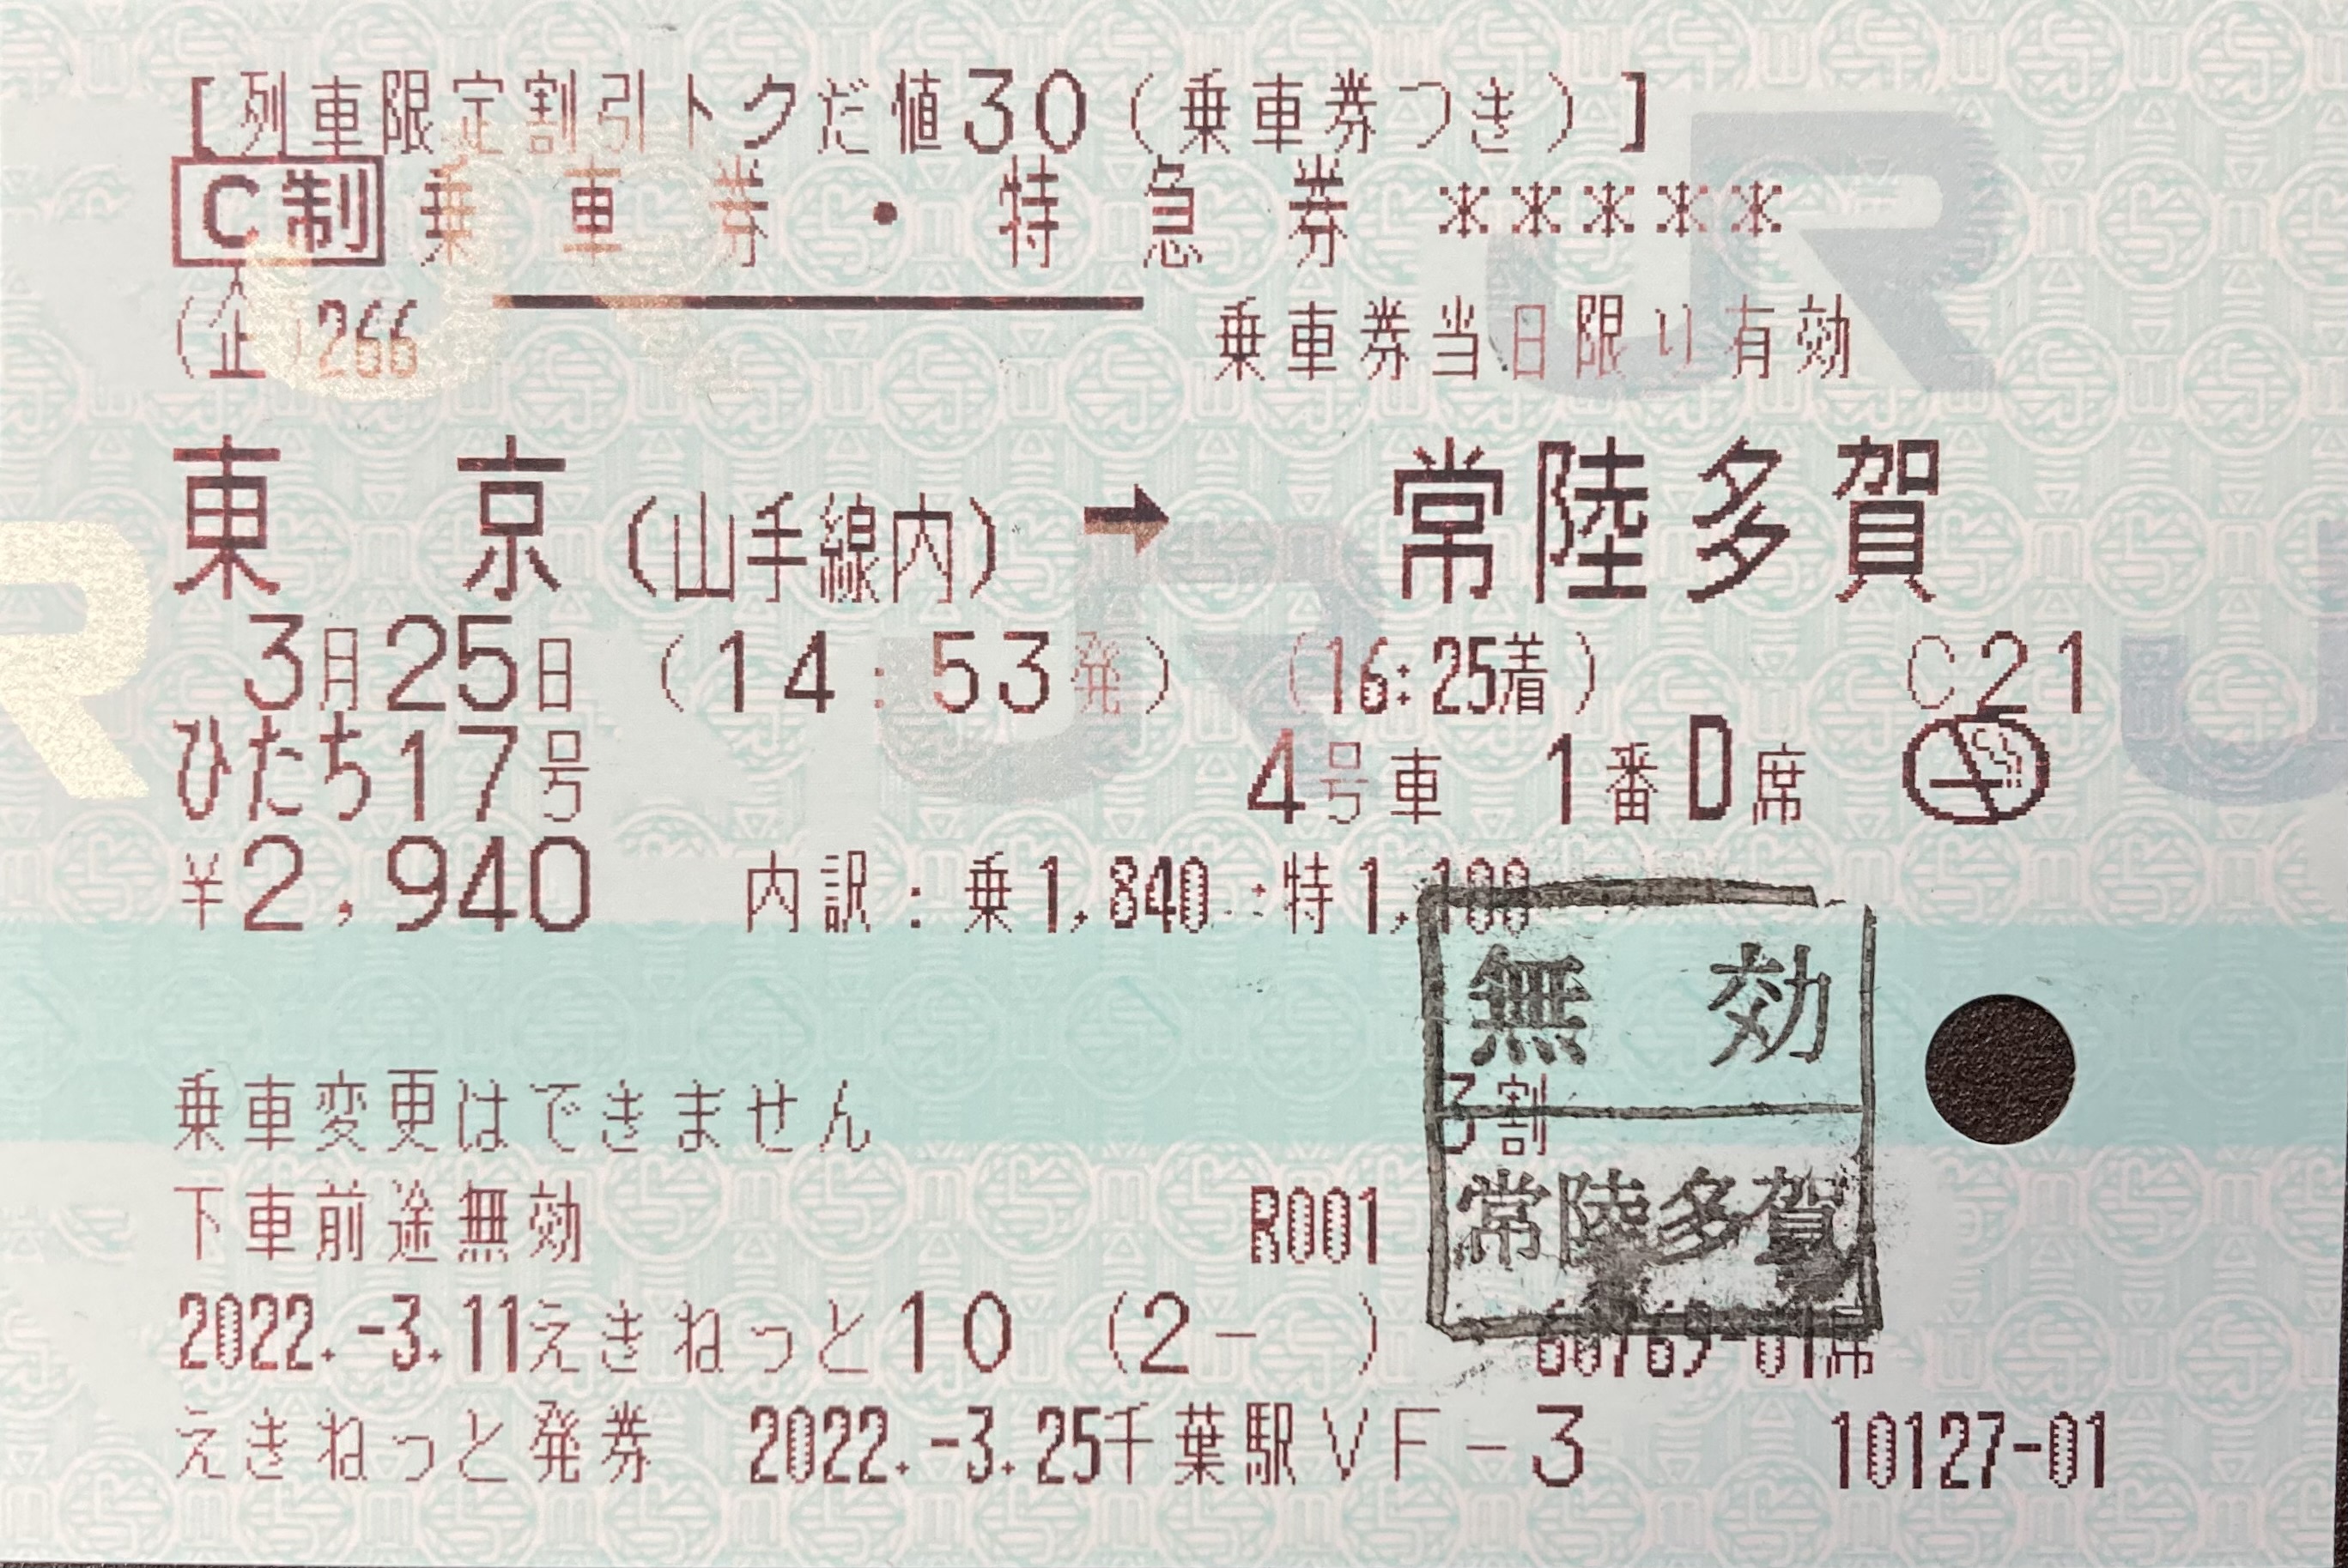 [列車限定割引トクだ値30(乗車券つき)]
C制 乗車券・特急券 *****
(企)266 乗車券当日限り有効
東京(山手線内) → 常陸多賀
3月25日 (14:53発) (16:25着) C21
ひたち17号 4号車 1番D席
¥2,940 内訳:乗1,840・特1,100
無効
乗車変更はできません 3割
下車前途無効 R001 常陸多賀
2022.-3.11えきねっと10 (2- ) 60769-01席
えきねっと発券 2022.-3.25千葉駅VF-3 10127-01